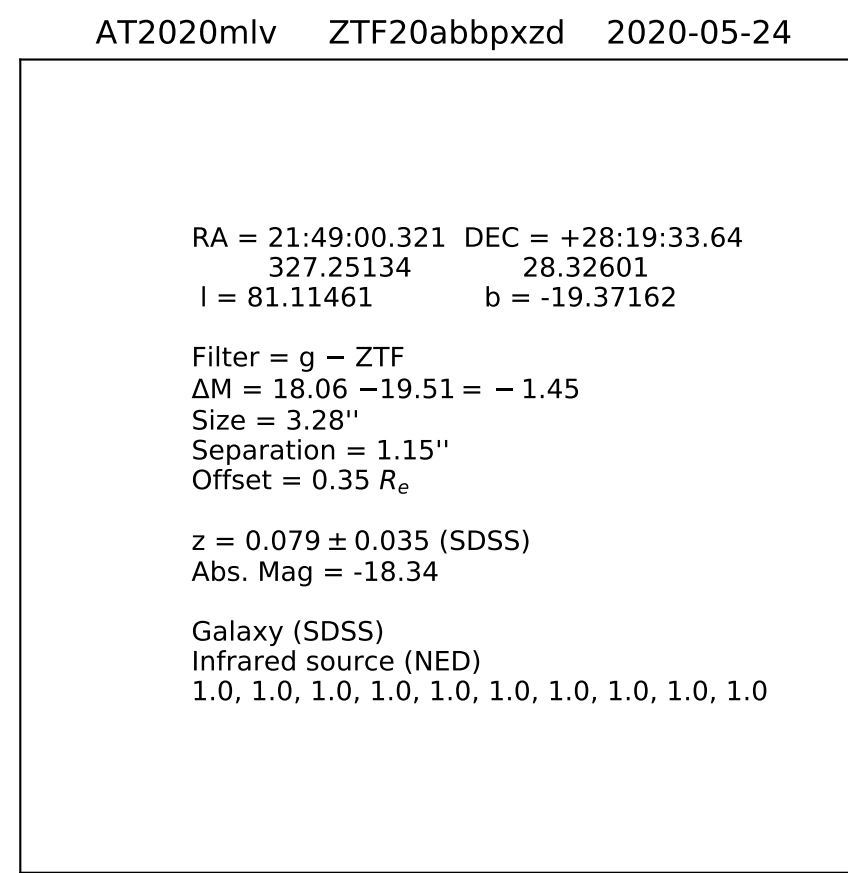 AT2020mlv ZTF20abbpxzd 2020-05-24
RA = 21:49:00.321 DEC = +28:19:33.64
327.25134 28.32601
l = 81.11461 b = -19.37162
Filter = g − ZTF
ΔM = 18.06 −19.51 = − 1.45
Size = 3.28''
Separation = 1.15''
Offset = 0.35 Re
z = 0.079 ± 0.035 (SDSS)
Abs. Mag = -18.34
Galaxy (SDSS)
Infrared source (NED)
1.0, 1.0, 1.0, 1.0, 1.0, 1.0, 1.0, 1.0, 1.0, 1.0